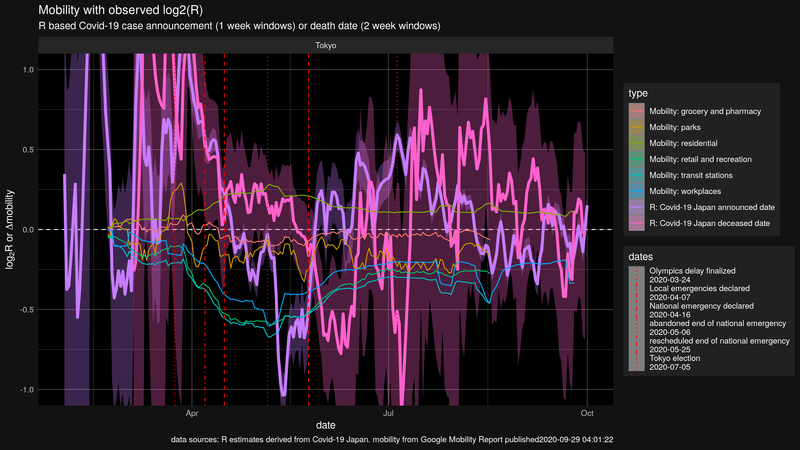 Mobility with observed log2(R)
R based Covid-19 case announcement (1 week windows) or death date (2 week windows)
Tokyo
1.0
0.5
0.0
-0.5
-1.0
log₂R or Δmobility
Apr
Jul
Oct
date
data sources: R estimates derived from Covid-19 Japan. mobility from Google Mobility Report published2020-09-29 04:01:22
type
Mobility: grocery and pharmacy
Mobility: parks
Mobility: residential
Mobility: retail and recreation
Mobility: transit stations
Mobility: workplaces
R: Covid-19 Japan announced date
R: Covid-19 Japan deceased date
dates
Olympics delay finalized
2020-03-24
Local emergencies declared
2020-04-07
National emergency declared
2020-04-16
abandoned end of national emergency
2020-05-06
rescheduled end of national emergency
2020-05-25
Tokyo election
2020-07-05